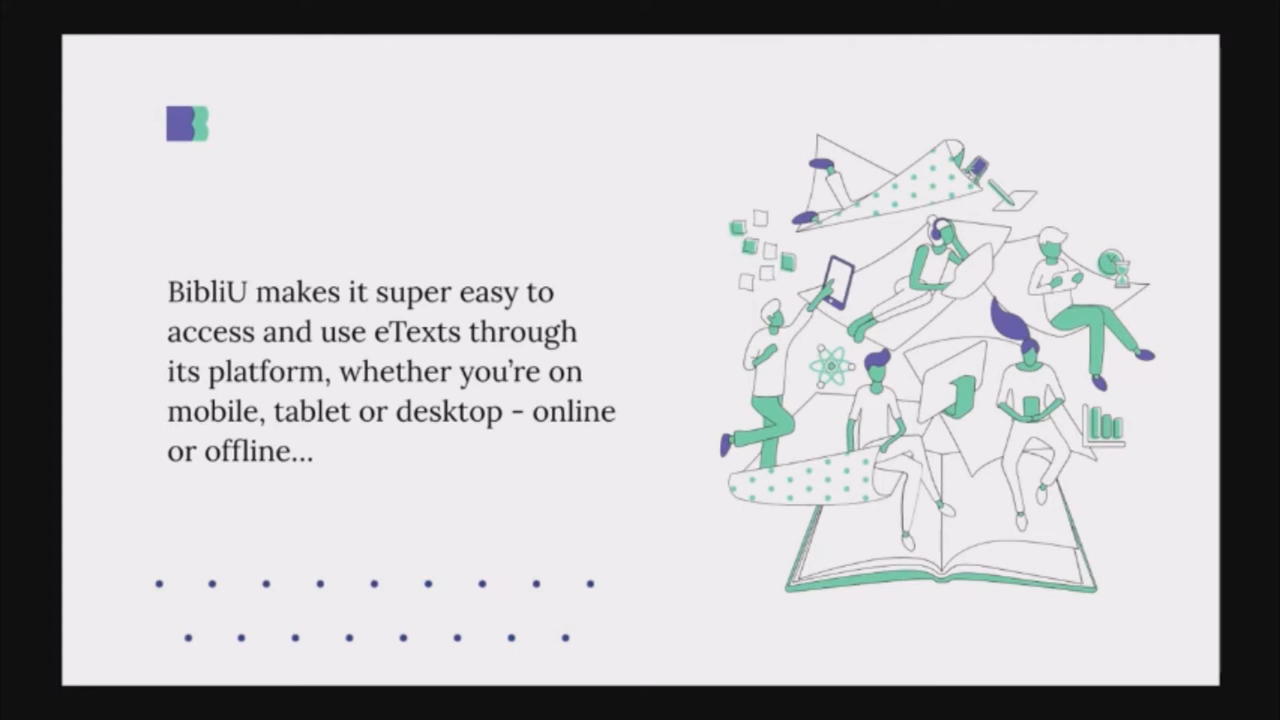 BibliU makes it super easy to
access and use eTexts through
its platform, whether you’re on
mobile, tablet or desktop - online
or offline...